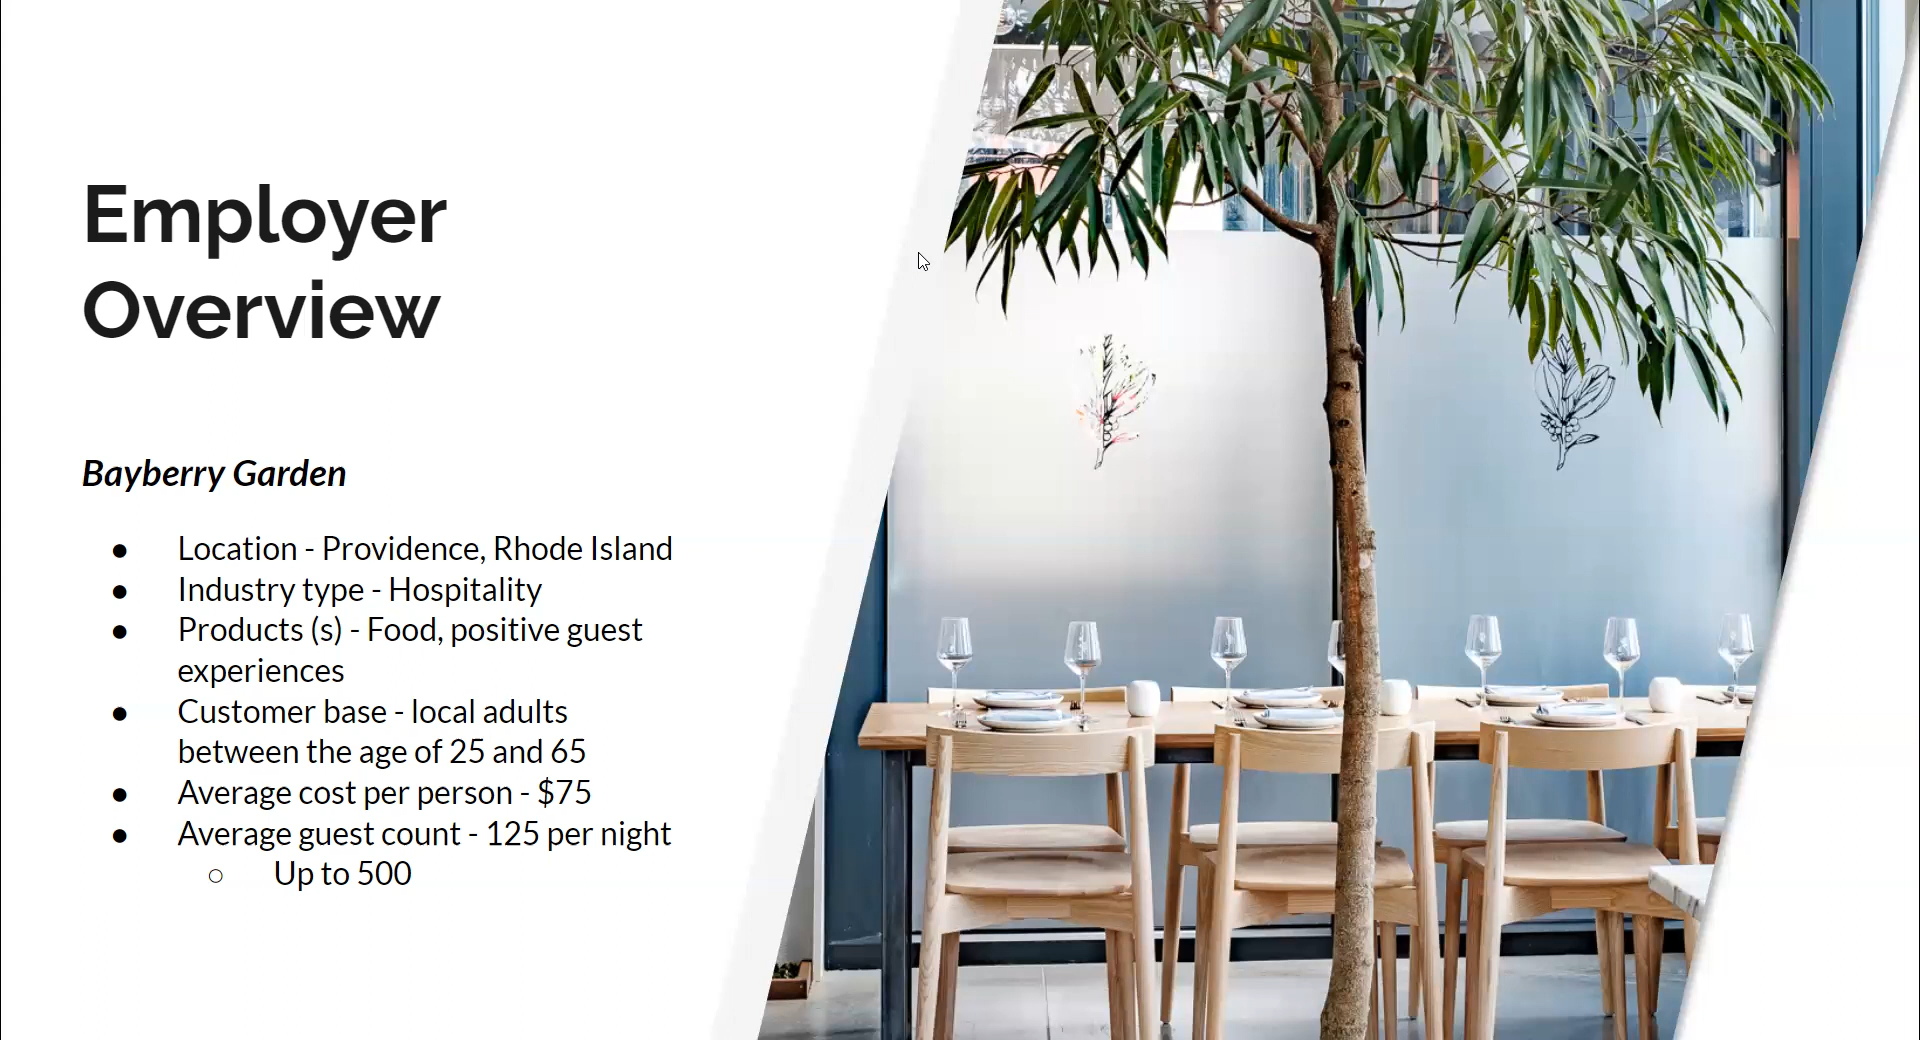 Employer
Overview
Bayberry Garden
● Location - Providence, Rhode Island
● Industry type - Hospitality
● Products (s) - Food, positive guest
experiences
● Customer base - local adults
between the age of 25 and 65
● Average cost per person - $75
● Average guest count - 125 per night
○ Up to 500